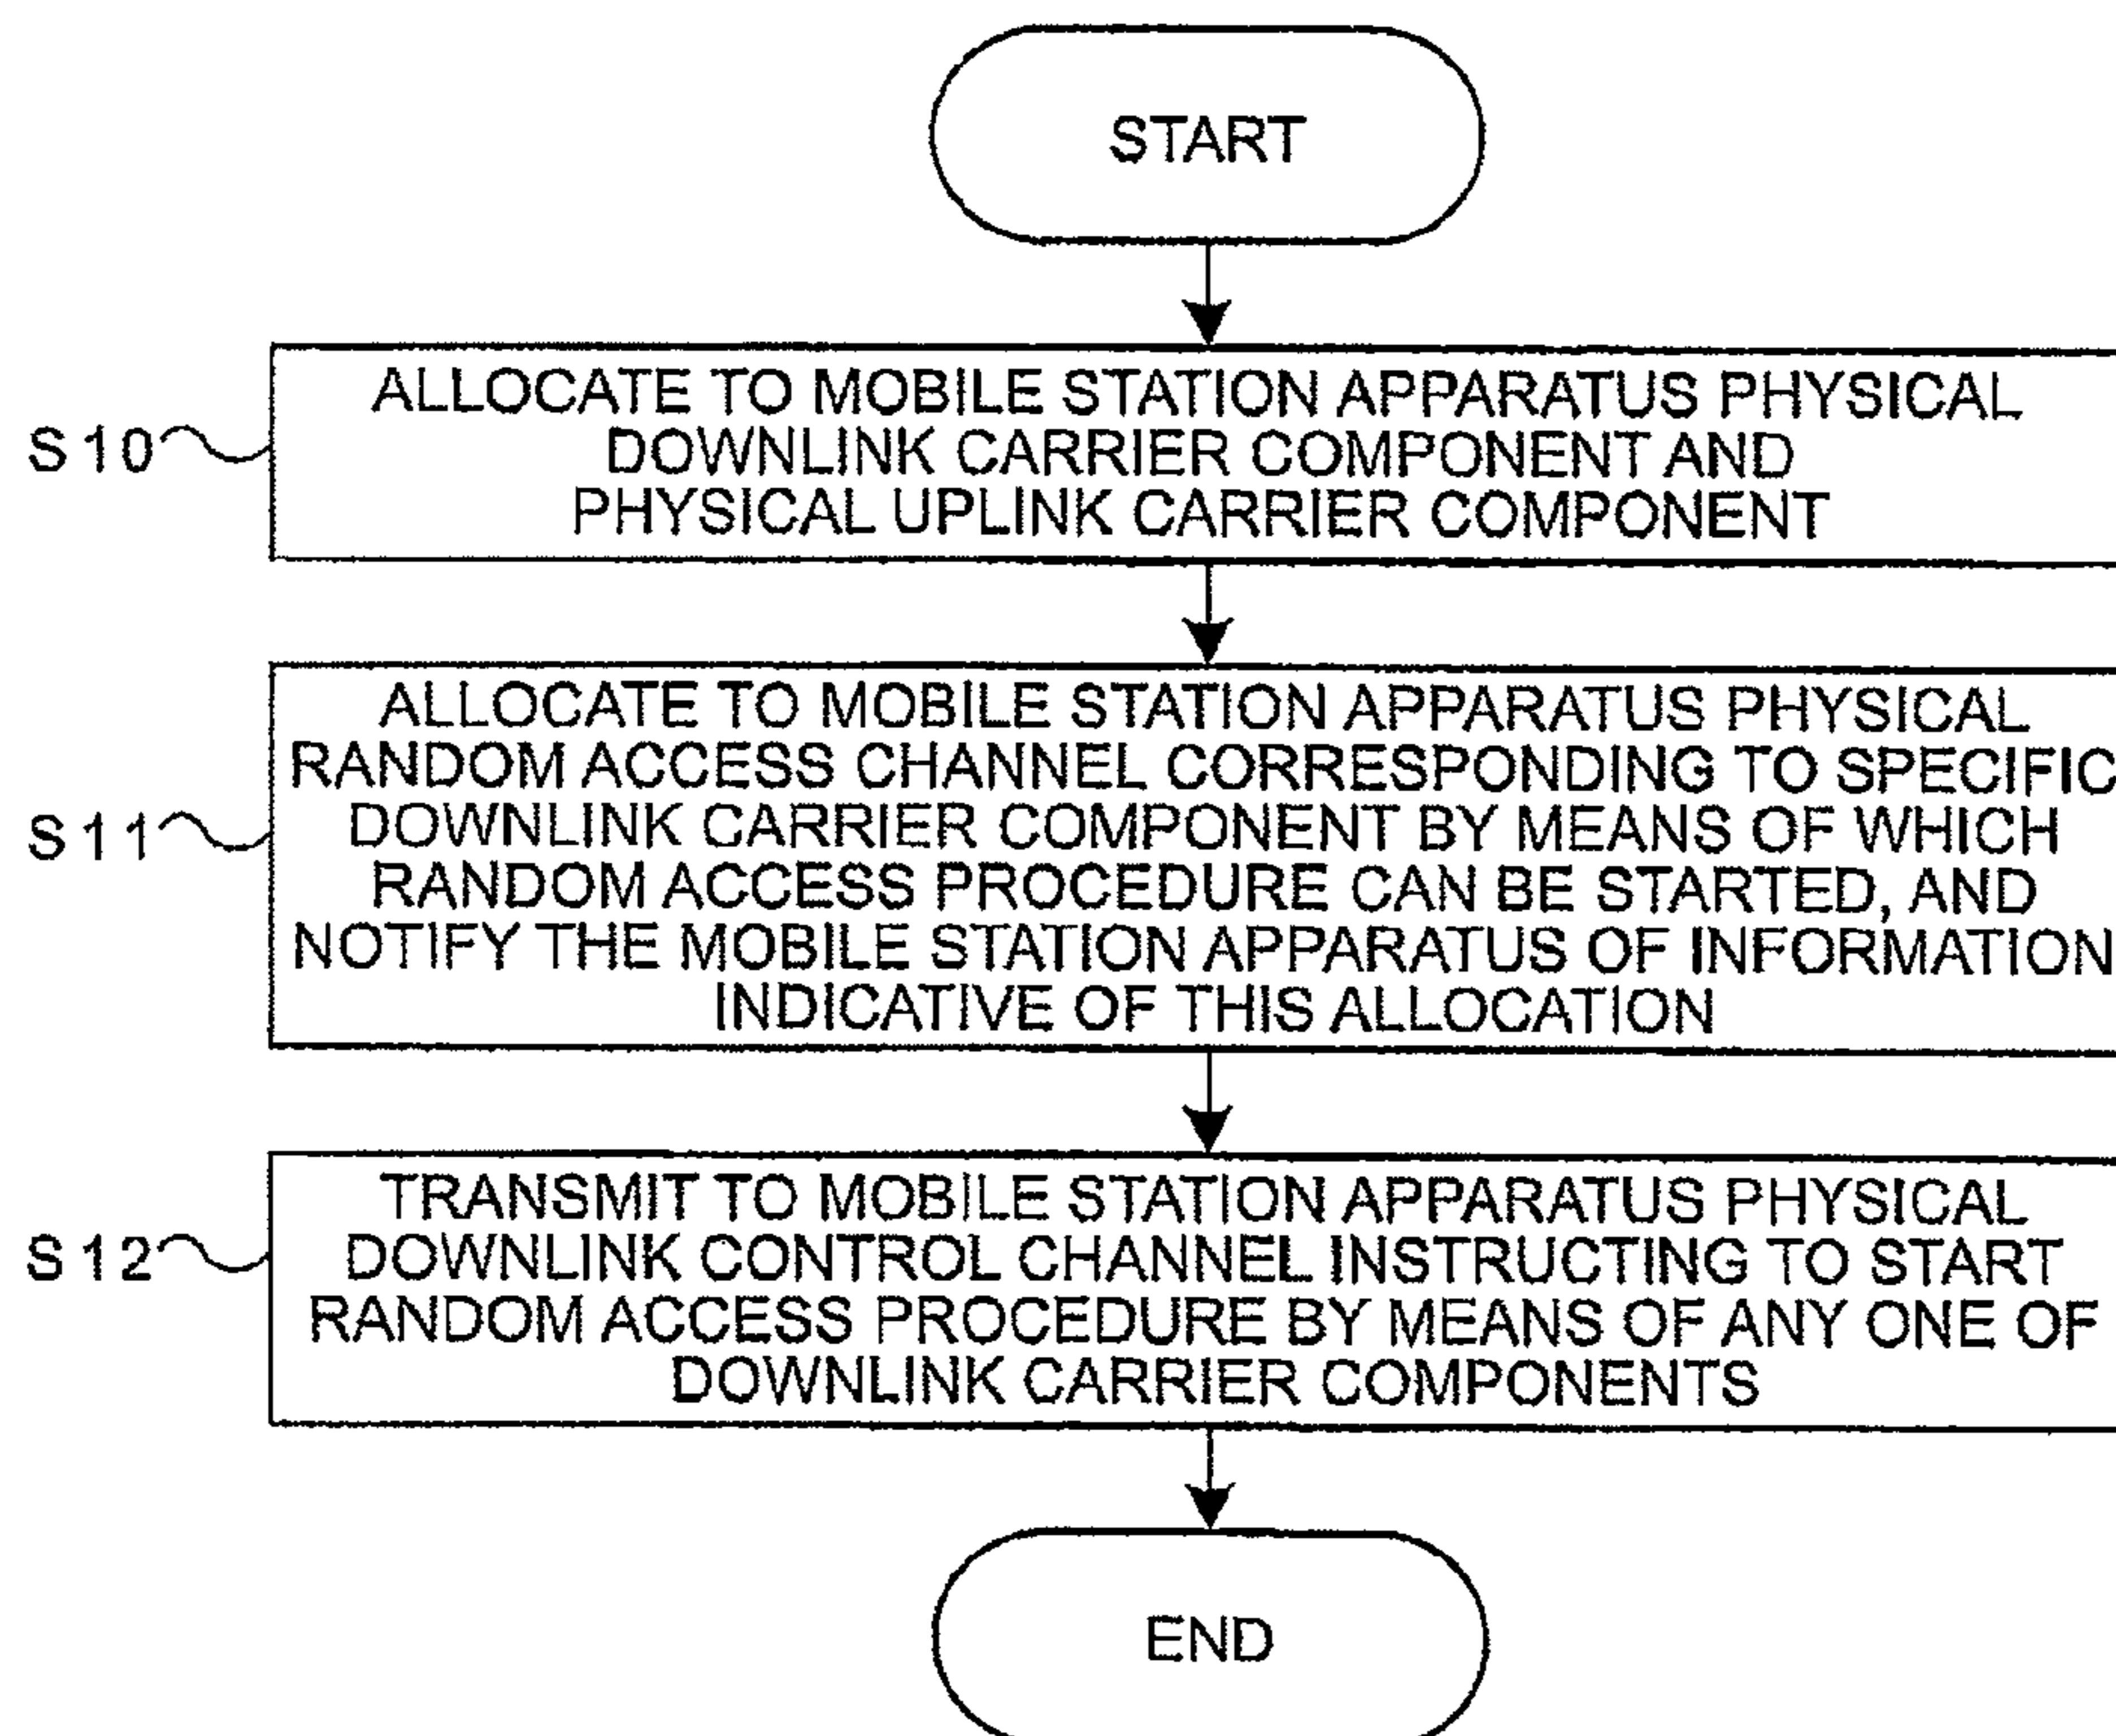 START
S10
ALLOCATE TO MOBILE STATION APPARATUS PHYSICAL
DOWNLINK CARRIER COMPONENT AND
PHYSICAL UPLINK CARRIER COMPONENT
S11
ALLOCATE TO MOBILE STATION APPARATUS PHYSICAL
RANDOM ACCESS CHANNEL CORRESPONDING TO SPECIFIC
DOWNLINK CARRIER COMPONENT BY MEANS OF WHICH
RANDOM ACCESS PROCEDURE CAN BE STARTED, AND
NOTIFY THE MOBILE STATION APPARATUS OF INFORMATION
INDICATIVE OF THIS ALLOCATION
S12
TRANSMIT TO MOBILE STATION APPARATUS PHYSICAL
DOWNLINK CONTROL CHANNEL INSTRUCTING TO START
RANDOM ACCESS PROCEDURE BY MEANS OF ANY ONE OF
DOWNLINK CARRIER COMPONENTS
END